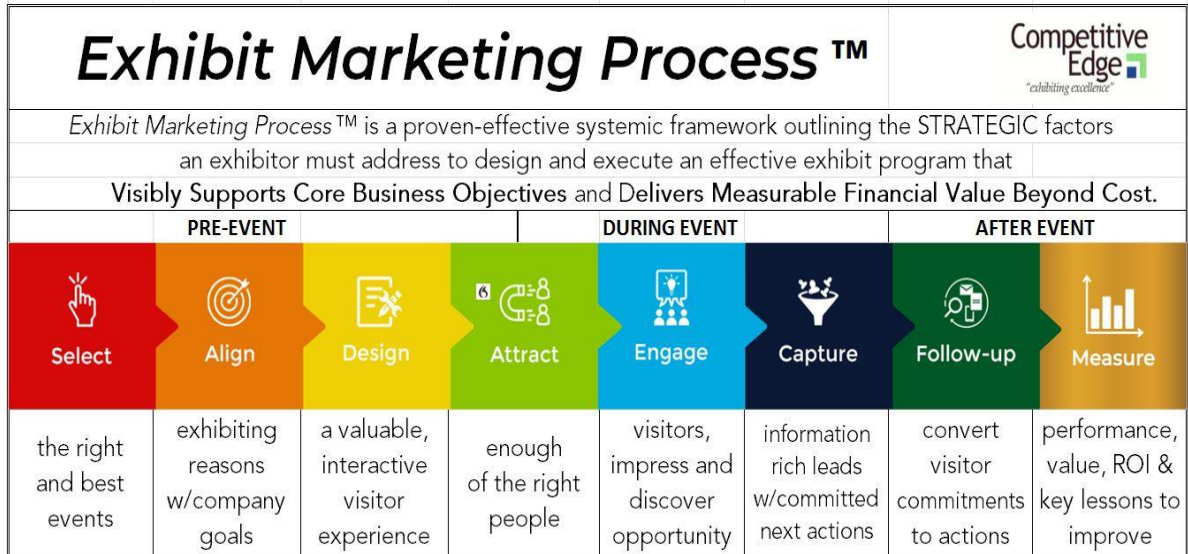 Exhibit Marketing Process ™
Competitive
Edge
"exhibiting excellence"
Exhibit Marketing Process™ is a proven-effective systemic framework outlining the STRATEGIC factors
an exhibitor must address to design and execute an effective exhibit program that
Visibly Supports Core Business Objectives and Delivers Measurable Financial Value Beyond Cost.
PRE-EVENT
DURING EVENT
AFTER EVENT
Select
Align
Design
Attract
Engage
Capture
Follow-up
Measure
the right
and best
events
exhibiting
reasons
w/company
goals
a valuable,
interactive
visitor
experience
enough
of the right
people
visitors,
impress and
discover
opportunity
information
rich leads
w/committed
next actions
convert
visitor
commitments
to actions
performance,
value, ROI &
key lessons to
improve